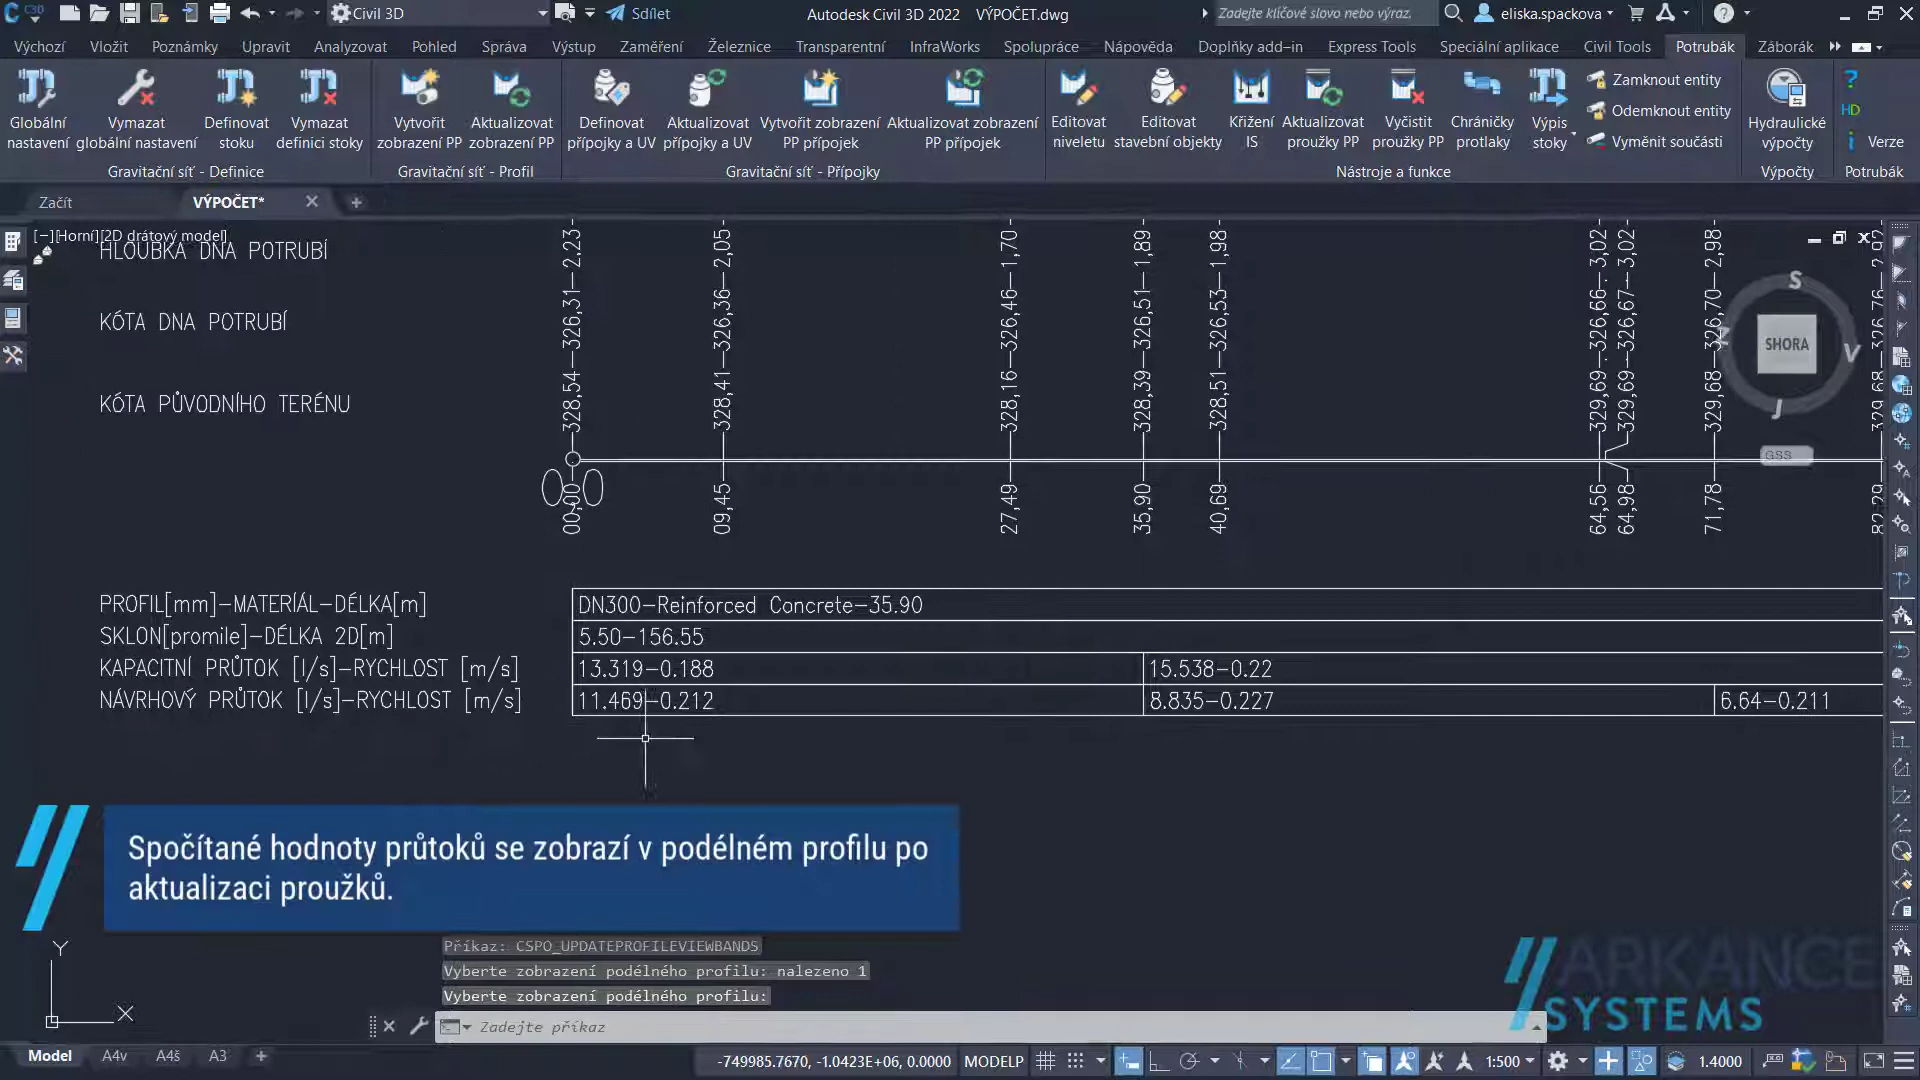 C3D
Civil 3D
Sdílet
Autodesk Civil 3D 2022 VÝPOČET.dwg
Zadejte klíčové slovo nebo výraz.
eliska.spackova
Výchozí Vložit Poznámky Upravit Analyzovat Pohled Správa Výstup Zaměření Železnice Transparentní InfraWorks Spolupráce Nápověda Doplňky add-in Express Tools Speciální aplikace Civil Tools Potrubák Záborák
Globální nastavení
Vymazat globální nastavení
Definovat stoku
Vymazat definici stoky
Vytvořit zobrazení PP
Aktualizovat zobrazení PP
Definovat přípojky a UV
Aktualizovat přípojky a UV
Vytvořit zobrazení PP přípojek
Aktualizovat zobrazení PP přípojek
Editovat niveletu
Editovat stavební objekty
Křížení IS
Aktualizovat proužky PP
Vyčistit proužky PP
Chráničky protlaky
Výpis stoky
Zamknout entity
Odemknout entity
Vyměnit součásti
Hydraulické výpočty
?
HD
Verze
Gravitační síť - Definice Gravitační síť - Profil Gravitační síť - Přípojky Nástroje a funkce Výpočty Potrubák
Začít VÝPOČET*
[−][Horní][2D drátový model]
HLOUBKA DNA POTRUBÍ
KÓTA DNA POTRUBÍ
KÓTA PŮVODNÍHO TERÉNU
328,54—326,31—2,23
328,41—326,36—2,05
328,16—326,46—1,70
328,39—326,51—1,89
328,51—326,53—1,98
329,69—326,66—3,02
329,69—326,67—3,02
329,68—326,70—2,98
00,00
09,45
27,49
35,90
40,69
64,56
64,98
71,78
S
SHORA
V
J
Z
GSS
PROFIL[mm]-MATERÍÁL-DÉLKA[m] DN300-Reinforced Concrete-35.90
SKLON[promile]-DÉLKA 2D[m] 5.50-156.55
KAPACITNÍ PRŮTOK [l/s]-RYCHLOST [m/s] 13.319-0.188 15.538-0.22
NÁVRHOVÝ PRŮTOK [l/s]-RYCHLOST [m/s] 11.469-0.212 8.835-0.227 6.64-0.211
Spočítané hodnoty průtoků se zobrazí v podélném profilu po
aktualizaci proužků.
Příkaz: CSPO_UPDATEPROFILEVIEWBANDS
Vyberte zobrazení podélného profilu: nalezeno 1
Vyberte zobrazení podélného profilu:
Zadejte příkaz
Y
X
ARKANCE
SYSTEMS
Model A4v A4š A3
-749985.7670, -1.0423E+06, 0.0000 MODELP 1:500 1.4000